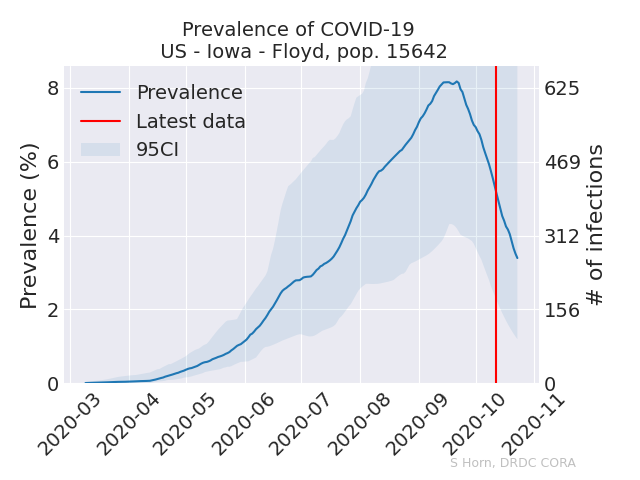 Prevalence of COVID-19
US - Iowa - Floyd, pop. 15642
Prevalence
Latest data
95CI
Prevalence (%)
8
6
4
2
0
# of infections
625
469
312
156
0
2020-03
2020-04
2020-05
2020-06
2020-07
2020-08
2020-09
2020-10
2020-11
S Horn, DRDC CORA